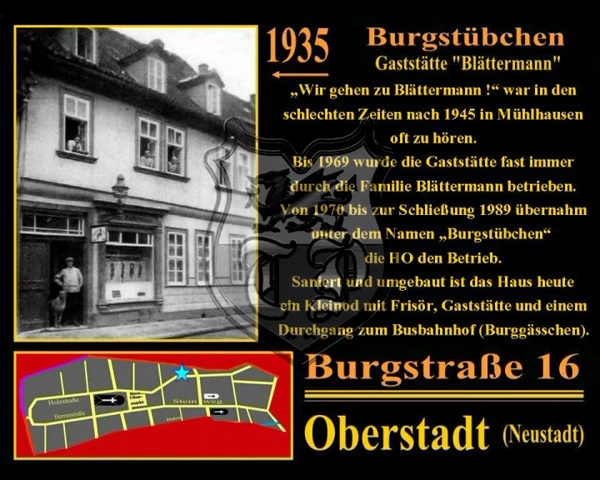 1935
Burgstübchen
Gaststätte "Blättermann"
„Wir gehen zu Blättermann !“ war in den
schlechten Zeiten nach 1945 in Mühlhausen
oft zu hören.
Bis 1969 wurde die Gaststätte fast immer
durch die Familie Blättermann betrieben.
Von 1970 bis zur Schließung 1989 übernahm
unter dem Namen „Burgstübchen“
die HO den Betrieb.
Saniert und umgebaut ist das Haus heute
ein Kleinod mit Frisör, Gaststätte und einem
Durchgang zum Busbahnhof (Burggässchen).
Holzstraße
Herrenstraße
Steinweg
Burgstraße 16
Oberstadt (Neustadt)